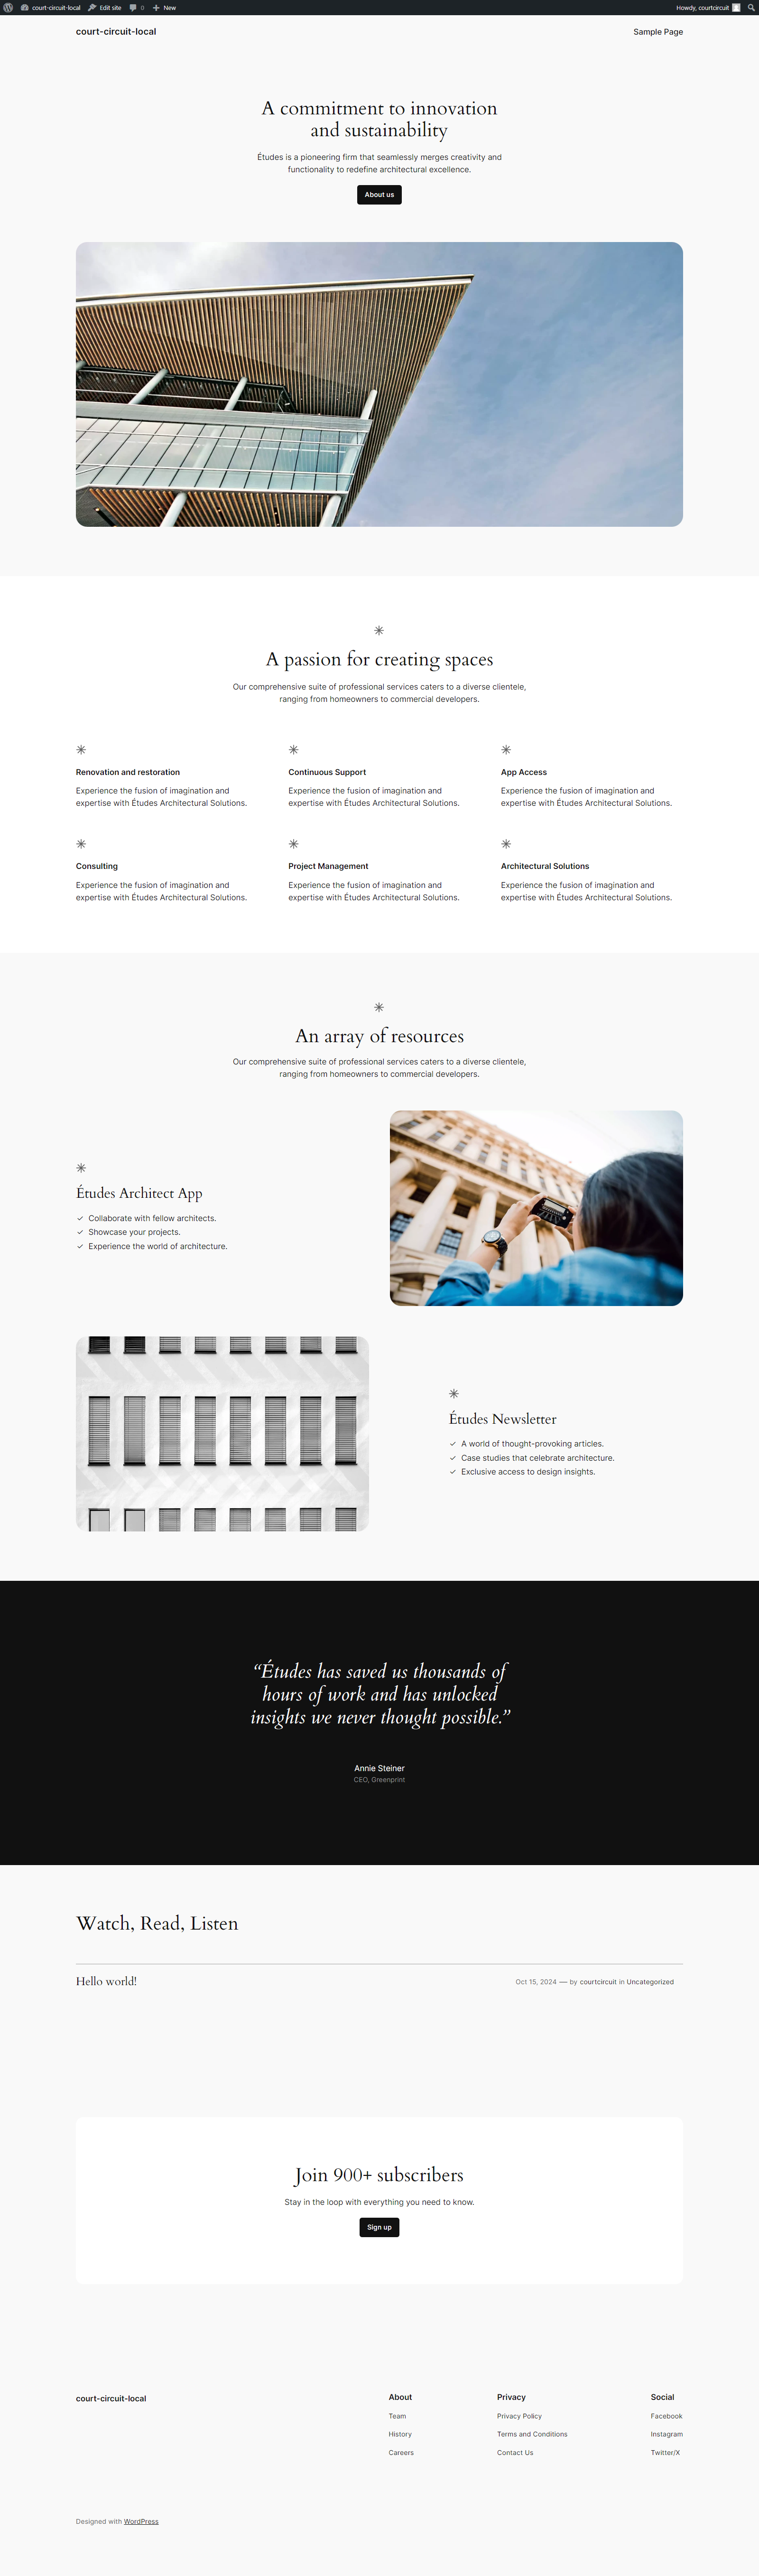 court-circuit-local Edit site 0 New Howdy, courtcircuit
court-circuit-local Sample Page
A commitment to innovation
and sustainability
Études is a pioneering firm that seamlessly merges creativity and
functionality to redefine architectural excellence.
About us
A passion for creating spaces
Our comprehensive suite of professional services caters to a diverse clientele,
ranging from homeowners to commercial developers.
Renovation and restoration
Experience the fusion of imagination and
expertise with Études Architectural Solutions.
Continuous Support
Experience the fusion of imagination and
expertise with Études Architectural Solutions.
App Access
Experience the fusion of imagination and
expertise with Études Architectural Solutions.
Consulting
Experience the fusion of imagination and
expertise with Études Architectural Solutions.
Project Management
Experience the fusion of imagination and
expertise with Études Architectural Solutions.
Architectural Solutions
Experience the fusion of imagination and
expertise with Études Architectural Solutions.
An array of resources
Our comprehensive suite of professional services caters to a diverse clientele,
ranging from homeowners to commercial developers.
Études Architect App
Collaborate with fellow architects.
Showcase your projects.
Experience the world of architecture.
Études Newsletter
A world of thought-provoking articles.
Case studies that celebrate architecture.
Exclusive access to design insights.
“Études has saved us thousands of
hours of work and has unlocked
insights we never thought possible.”
Annie Steiner
CEO, Greenprint
Watch, Read, Listen
Hello world! Oct 15, 2024 — by courtcircuit in Uncategorized
Join 900+ subscribers
Stay in the loop with everything you need to know.
Sign up
court-circuit-local
About
Team
History
Careers
Privacy
Privacy Policy
Terms and Conditions
Contact Us
Social
Facebook
Instagram
Twitter/X
Designed with WordPress